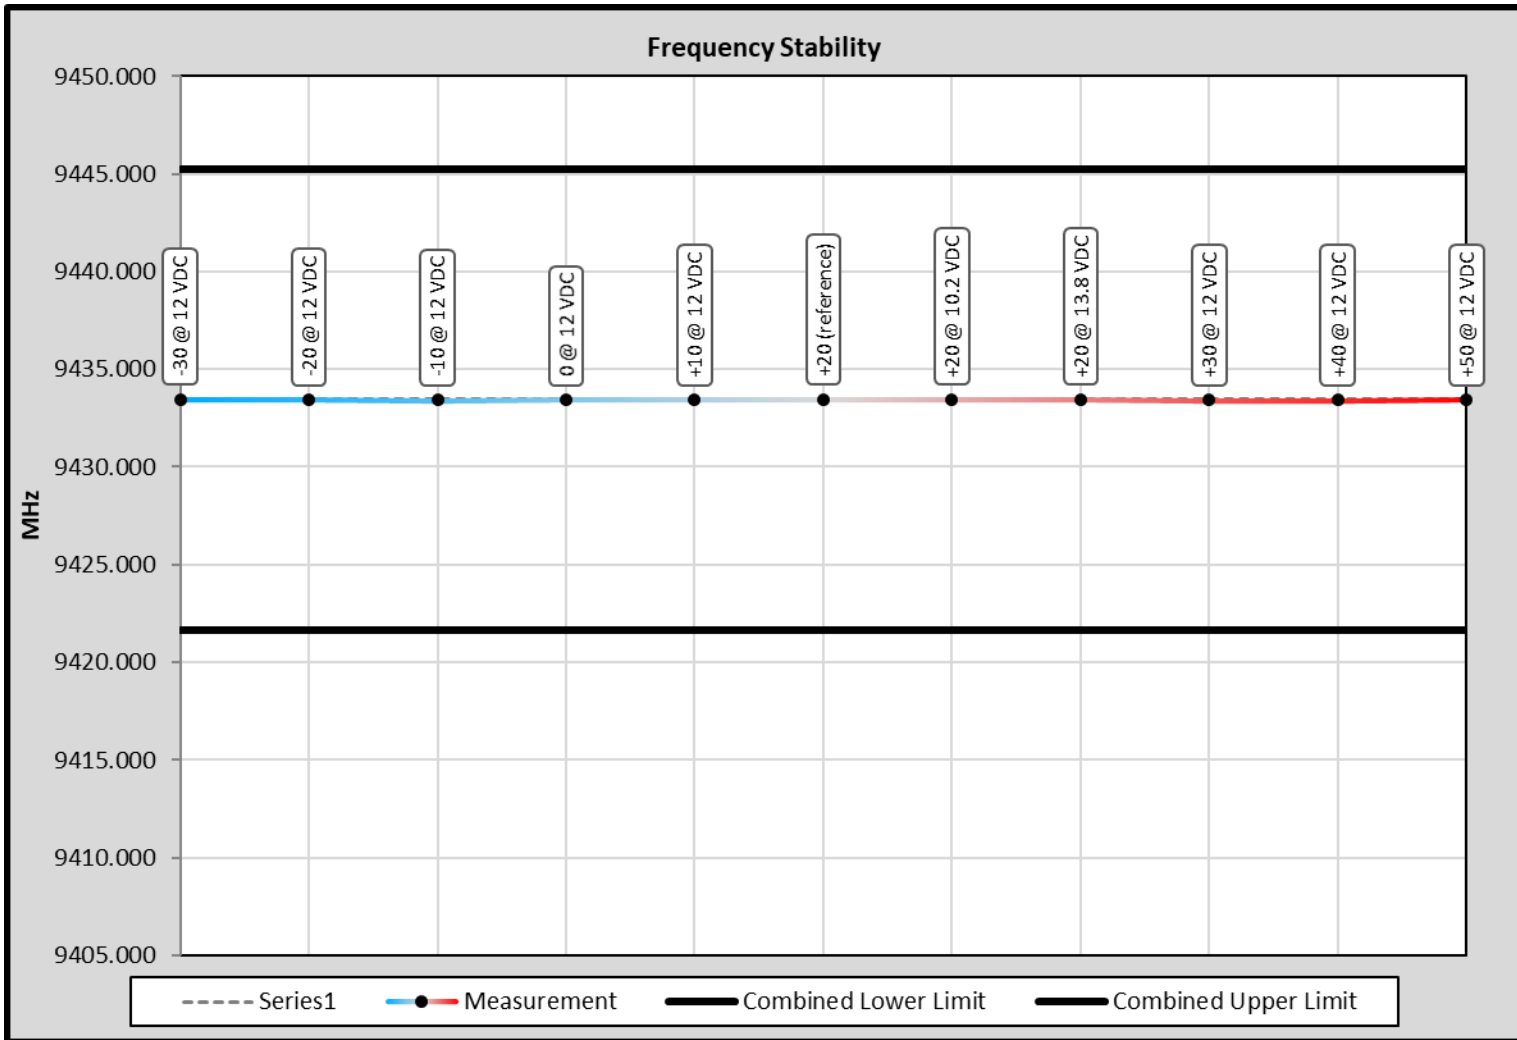 Frequency Stability
9450.000
9445.000
9440.000
9435.000
9430.000
9425.000
9420.000
9415.000
9410.000
9405.000
MHz
-30 @ 12 VDC
-20 @ 12 VDC
-10 @ 12 VDC
0 @ 12 VDC
+10 @ 12 VDC
+20 (reference)
+20 @ 10.2 VDC
+20 @ 13.8 VDC
+30 @ 12 VDC
+40 @ 12 VDC
+50 @ 12 VDC
Series1 Measurement Combined Lower Limit Combined Upper Limit